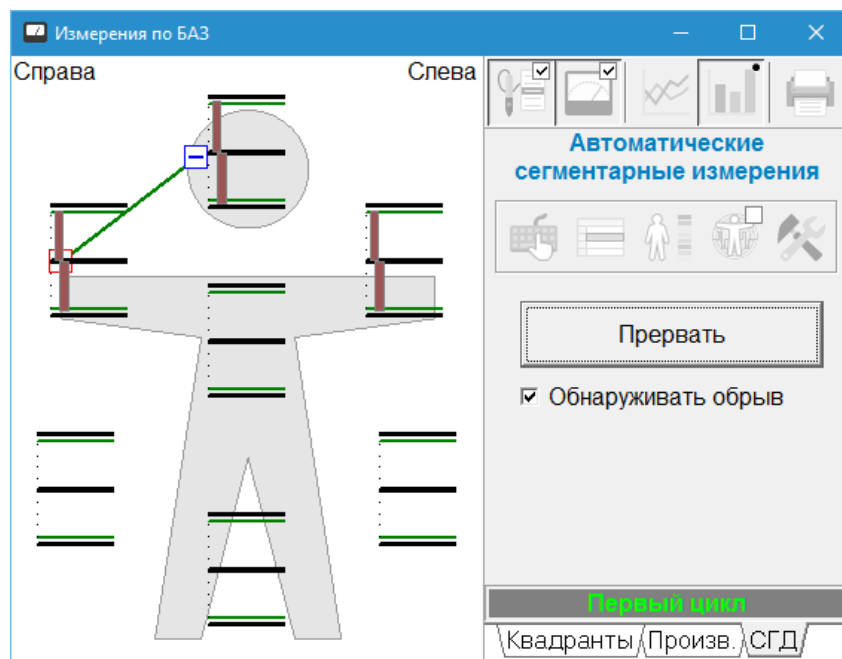 Измерения по БАЗ
Справа
Слева
Автоматические
сегментарные измерения
Прервать
Обнаруживать обрыв
Первый цикл
Квадранты Произв. СГД